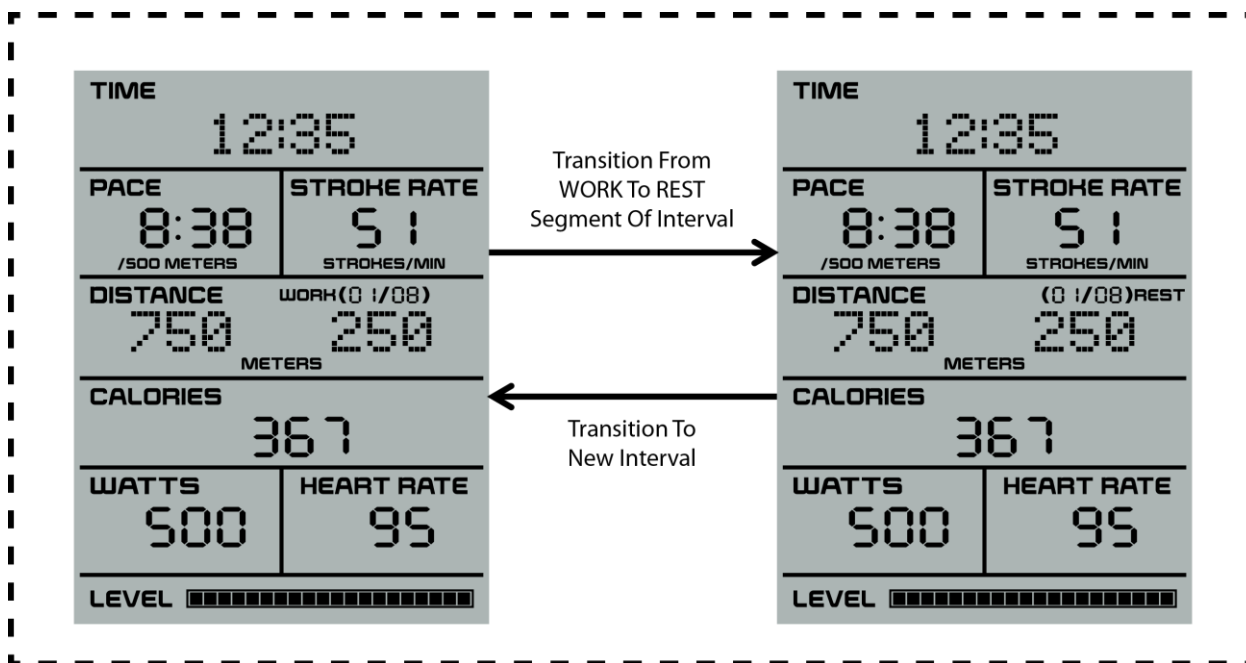 TIME
12:35
PACE
8:38
/500 METERS
STROKE RATE
51
STROKES/MIN
DISTANCE WORK(01/08)
750 250
METERS
CALORIES
367
WATTS
500
HEART RATE
95
LEVEL
Transition From
WORK To REST
Segment Of Interval
Transition To
New Interval
TIME
12:35
PACE
8:38
/500 METERS
STROKE RATE
51
STROKES/MIN
DISTANCE (01/08)REST
750 250
METERS
CALORIES
367
WATTS
500
HEART RATE
95
LEVEL